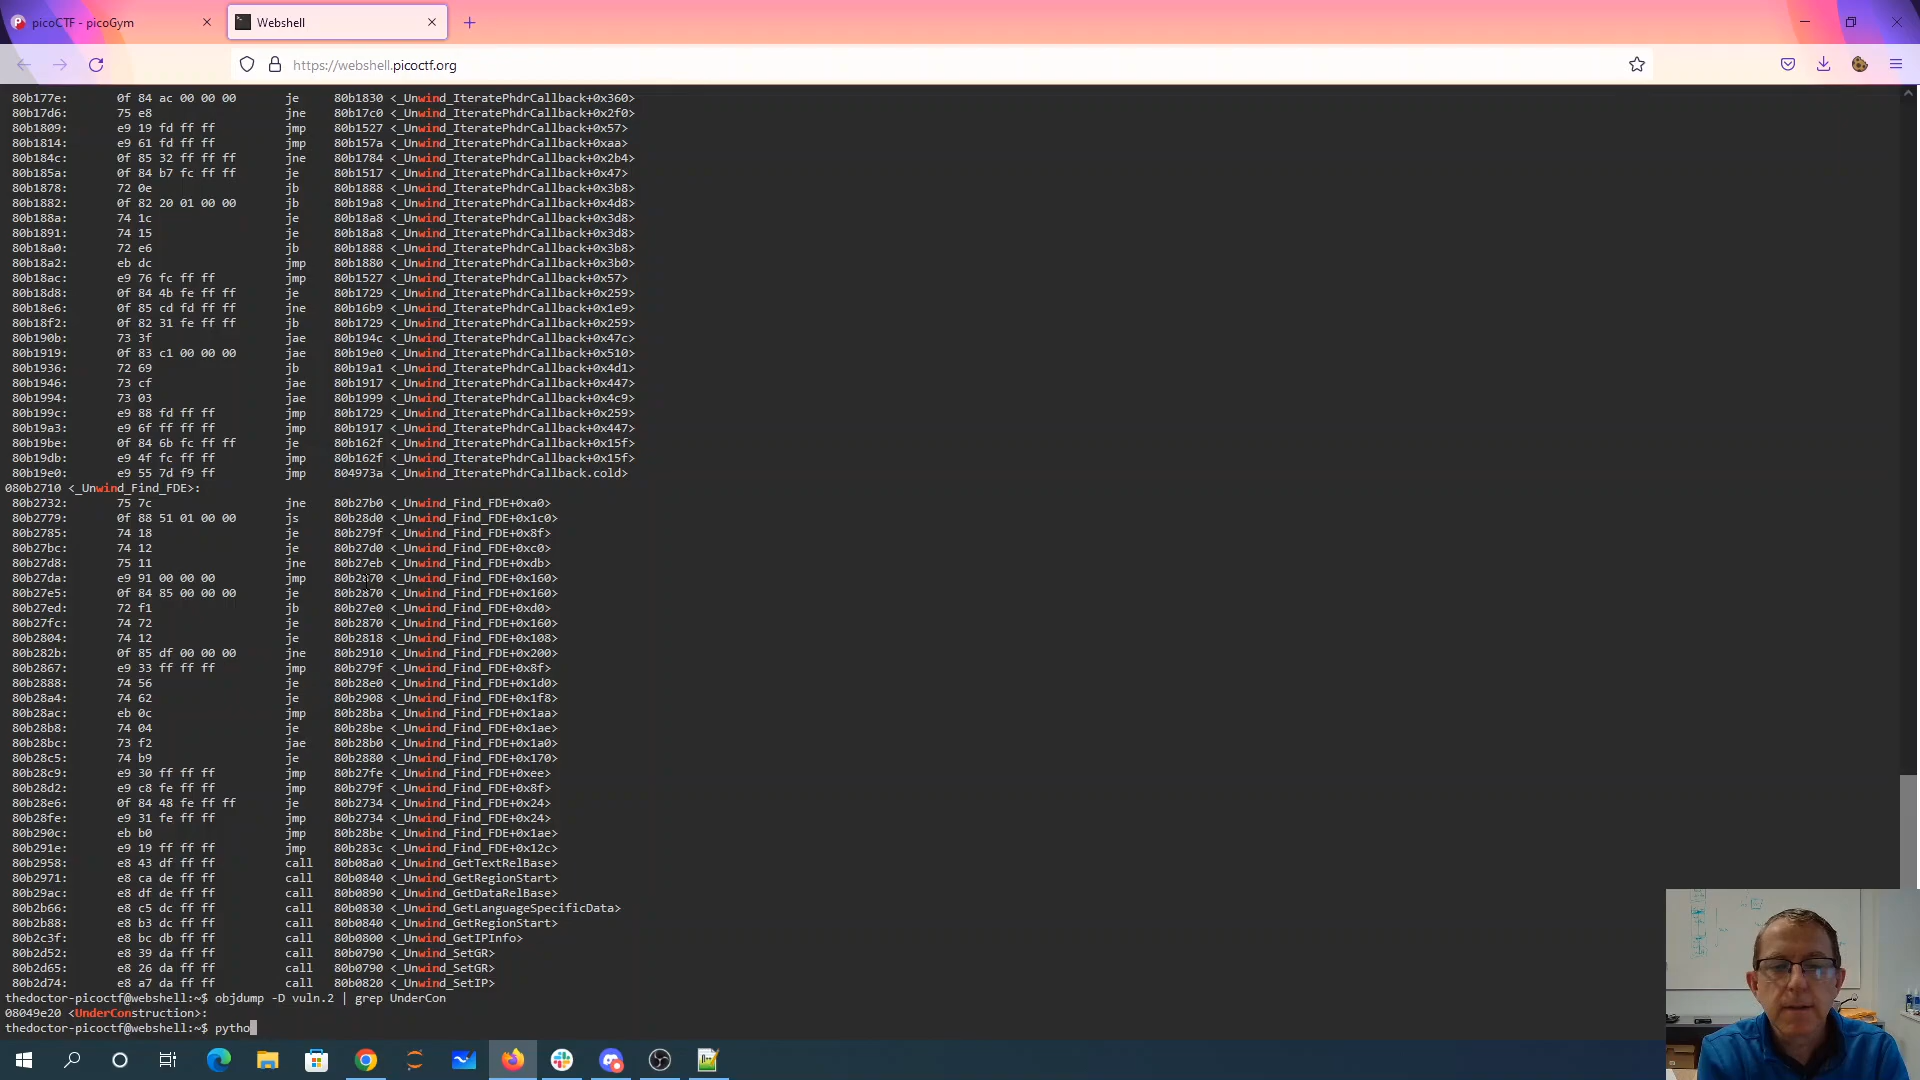 picoCTF - picoGym
Webshell
https://webshell.picoctf.org
80b177e: 0f 84 ac 00 00 00 je 80b1830 <_Unwind_IteratePhdrCallback+0x360>
80b17d6: 75 e8 jne 80b17c0 <_Unwind_IteratePhdrCallback+0x2f0>
80b1809: e9 19 fd ff ff jmp 80b1527 <_Unwind_IteratePhdrCallback+0x57>
80b1814: e9 61 fd ff ff jmp 80b157a <_Unwind_IteratePhdrCallback+0xaa>
80b184c: 0f 85 32 ff ff ff jne 80b1784 <_Unwind_IteratePhdrCallback+0x2b4>
80b185a: 0f 84 b7 fc ff ff je 80b1517 <_Unwind_IteratePhdrCallback+0x47>
80b1878: 72 0e jb 80b1888 <_Unwind_IteratePhdrCallback+0x3b8>
80b1882: 0f 82 20 01 00 00 jb 80b19a8 <_Unwind_IteratePhdrCallback+0x4d8>
80b188a: 74 1c je 80b18a8 <_Unwind_IteratePhdrCallback+0x3d8>
80b1891: 74 15 je 80b18a8 <_Unwind_IteratePhdrCallback+0x3d8>
80b18a0: 72 e6 jb 80b1888 <_Unwind_IteratePhdrCallback+0x3b8>
80b18a2: eb dc jmp 80b1880 <_Unwind_IteratePhdrCallback+0x3b0>
80b18ac: e9 76 fc ff ff jmp 80b1527 <_Unwind_IteratePhdrCallback+0x57>
80b18d8: 0f 84 4b fe ff ff je 80b1729 <_Unwind_IteratePhdrCallback+0x259>
80b18e6: 0f 85 cd fd ff ff jne 80b16b9 <_Unwind_IteratePhdrCallback+0x1e9>
80b18f2: 0f 82 31 fe ff ff jb 80b1729 <_Unwind_IteratePhdrCallback+0x259>
80b190b: 73 3f jae 80b194c <_Unwind_IteratePhdrCallback+0x47c>
80b1919: 0f 83 c1 00 00 00 jae 80b19e0 <_Unwind_IteratePhdrCallback+0x510>
80b1936: 72 69 jb 80b19a1 <_Unwind_IteratePhdrCallback+0x4d1>
80b1946: 73 cf jae 80b1917 <_Unwind_IteratePhdrCallback+0x447>
80b1994: 73 03 jae 80b1999 <_Unwind_IteratePhdrCallback+0x4c9>
80b199c: e9 88 fd ff ff jmp 80b1729 <_Unwind_IteratePhdrCallback+0x259>
80b19a3: e9 6f ff ff ff jmp 80b1917 <_Unwind_IteratePhdrCallback+0x447>
80b19be: 0f 84 6b fc ff ff je 80b162f <_Unwind_IteratePhdrCallback+0x15f>
80b19db: e9 4f fc ff ff jmp 80b162f <_Unwind_IteratePhdrCallback+0x15f>
80b19e0: e9 55 7d f9 ff jmp 804973a <_Unwind_IteratePhdrCallback.cold>
080b2710 <_Unwind_Find_FDE>:
80b2732: 75 7c jne 80b27b0 <_Unwind_Find_FDE+0xa0>
80b2779: 0f 88 51 01 00 00 js 80b28d0 <_Unwind_Find_FDE+0x1c0>
80b2785: 74 18 je 80b279f <_Unwind_Find_FDE+0x8f>
80b27bc: 74 12 je 80b27d0 <_Unwind_Find_FDE+0xc0>
80b27d8: 75 11 jne 80b27eb <_Unwind_Find_FDE+0xdb>
80b27da: e9 91 00 00 00 jmp 80b2870 <_Unwind_Find_FDE+0x160>
80b27e5: 0f 84 85 00 00 00 je 80b2870 <_Unwind_Find_FDE+0x160>
80b27ed: 72 f1 jb 80b27e0 <_Unwind_Find_FDE+0xd0>
80b27fc: 74 72 je 80b2870 <_Unwind_Find_FDE+0x160>
80b2804: 74 12 je 80b2818 <_Unwind_Find_FDE+0x108>
80b282b: 0f 85 df 00 00 00 jne 80b2910 <_Unwind_Find_FDE+0x200>
80b2867: e9 33 ff ff ff jmp 80b279f <_Unwind_Find_FDE+0x8f>
80b2888: 74 56 je 80b28e0 <_Unwind_Find_FDE+0x1d0>
80b28a4: 74 62 je 80b2908 <_Unwind_Find_FDE+0x1f8>
80b28ac: eb 0c jmp 80b28ba <_Unwind_Find_FDE+0x1aa>
80b28b8: 74 04 je 80b28be <_Unwind_Find_FDE+0x1ae>
80b28bc: 73 f2 jae 80b28b0 <_Unwind_Find_FDE+0x1a0>
80b28c5: 74 b9 je 80b2880 <_Unwind_Find_FDE+0x170>
80b28c9: e9 30 ff ff ff jmp 80b27fe <_Unwind_Find_FDE+0xee>
80b28d2: e9 c8 fe ff ff jmp 80b279f <_Unwind_Find_FDE+0x8f>
80b28e6: 0f 84 48 fe ff ff je 80b2734 <_Unwind_Find_FDE+0x24>
80b28fe: e9 31 fe ff ff jmp 80b2734 <_Unwind_Find_FDE+0x24>
80b290c: eb b0 jmp 80b28be <_Unwind_Find_FDE+0x1ae>
80b291e: e9 19 ff ff ff jmp 80b283c <_Unwind_Find_FDE+0x12c>
80b2958: e8 43 df ff ff call 80b08a0 <_Unwind_GetTextRelBase>
80b2971: e8 ca de ff ff call 80b0840 <_Unwind_GetRegionStart>
80b29ac: e8 df de ff ff call 80b0890 <_Unwind_GetDataRelBase>
80b2b66: e8 c5 dc ff ff call 80b0830 <_Unwind_GetLanguageSpecificData>
80b2b88: e8 b3 dc ff ff call 80b0840 <_Unwind_GetRegionStart>
80b2c3f: e8 bc db ff ff call 80b0800 <_Unwind_GetIPInfo>
80b2d52: e8 39 da ff ff call 80b0790 <_Unwind_SetGR>
80b2d65: e8 26 da ff ff call 80b0790 <_Unwind_SetGR>
80b2d74: e8 a7 da ff ff call 80b0820 <_Unwind_SetIP>
thedoctor-picoctf@webshell:~$ objdump -D vuln.2 | grep UnderCon
08049e20 <UnderConstruction>:
thedoctor-picoctf@webshell:~$ pytho